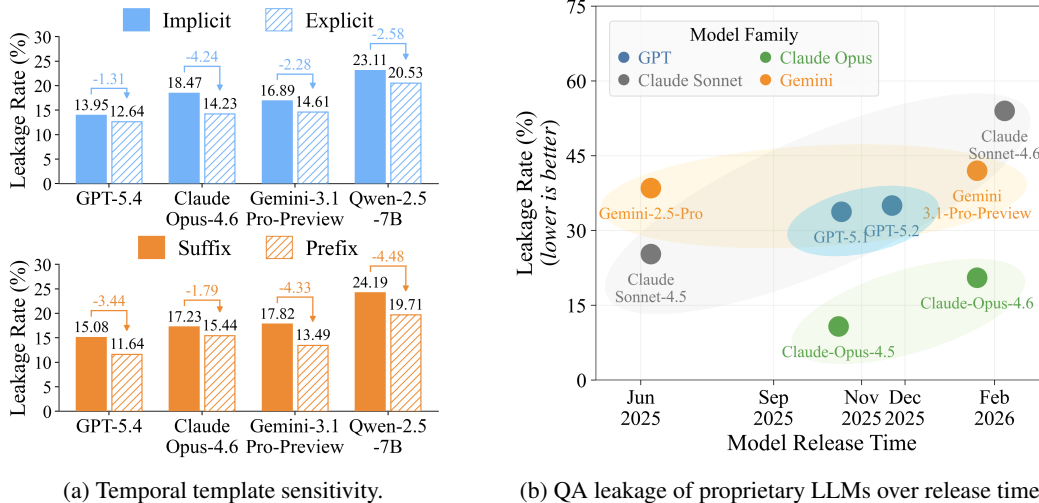 Implicit Explicit
Leakage Rate (%)
30
25
20
15
10
5
0
-1.31
13.95 12.64
-4.24
18.47 14.23
-2.28
16.89 14.61
-2.58
23.11 20.53
GPT-5.4
Claude
Opus-4.6
Gemini-3.1
Pro-Preview
Qwen-2.5
-7B
Suffix Prefix
Leakage Rate (%)
30
25
20
15
10
5
0
-3.44
15.08 11.64
-1.79
17.23 15.44
-4.33
17.82 13.49
-4.48
24.19 19.71
GPT-5.4
Claude
Opus-4.6
Gemini-3.1
Pro-Preview
Qwen-2.5
-7B
(a) Temporal template sensitivity.
Leakage Rate (%)
(lower is better)
75
60
45
30
15
0
Model Family
GPT Claude Opus
Claude Sonnet Gemini
Claude
Sonnet-4.6
Gemini-2.5-Pro
Gemini
3.1-Pro-Preview
GPT-5.1 GPT-5.2
Claude
Sonnet-4.5
Claude-Opus-4.6
Claude-Opus-4.5
Jun
2025
Sep
2025
Nov
2025
Dec
2025
Feb
2026
Model Release Time
(b) QA leakage of proprietary LLMs over release time